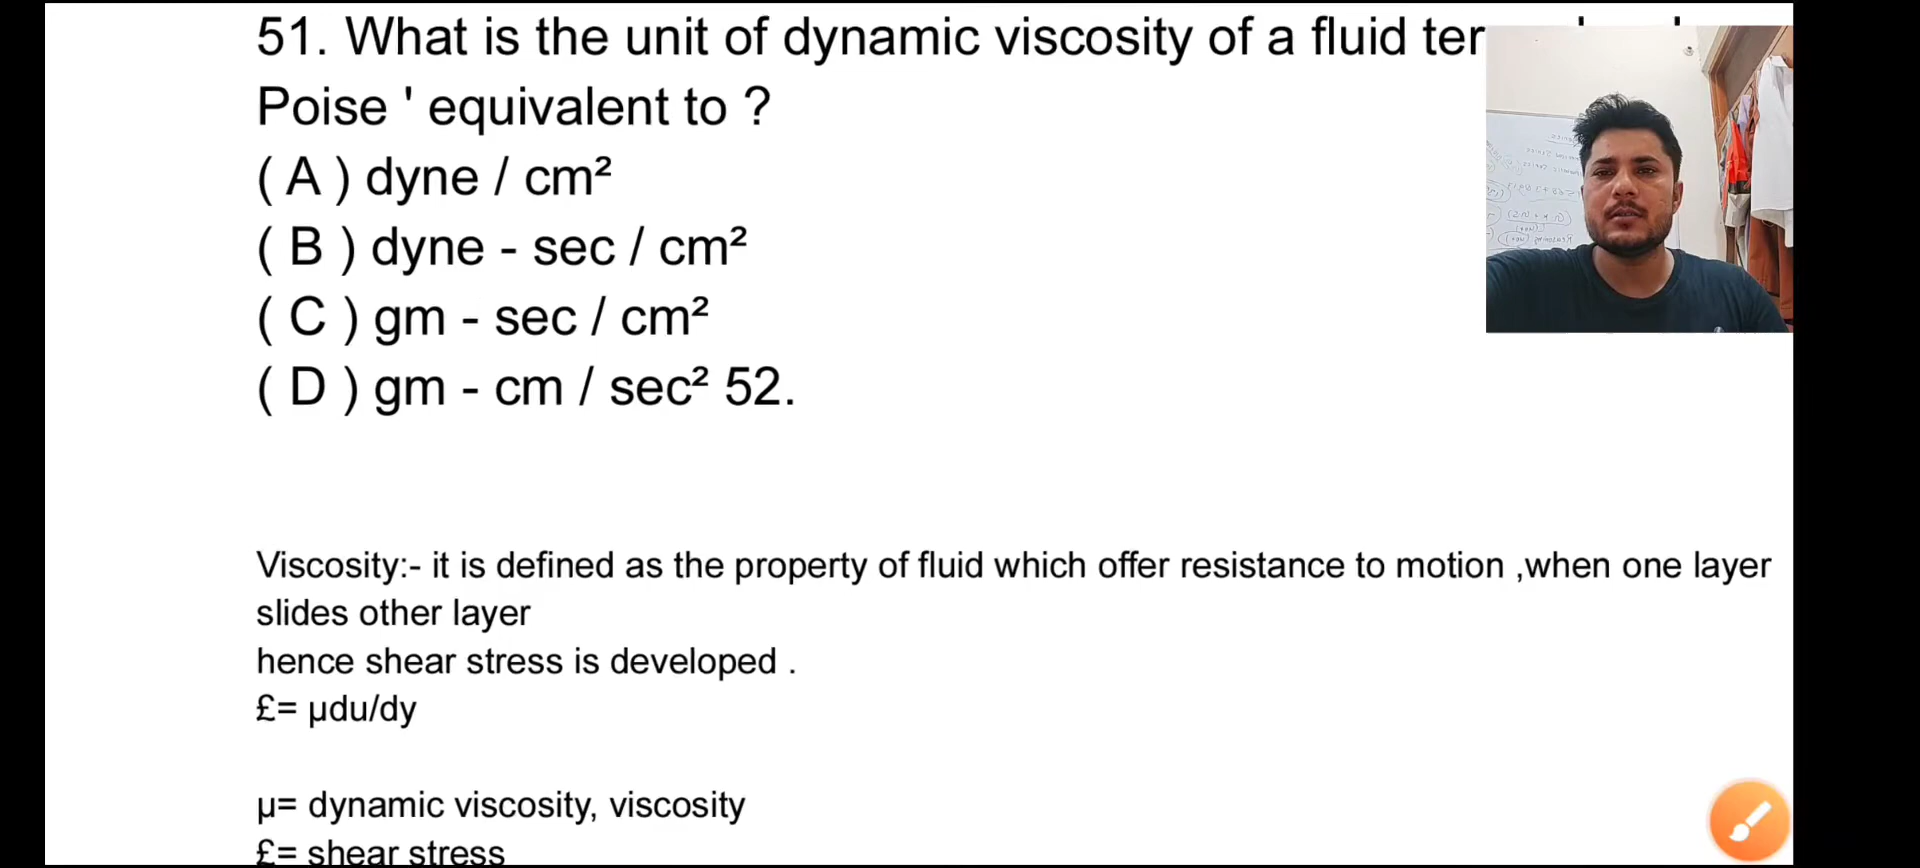 51. What is the unit of dynamic viscosity of a fluid
Poise ' equivalent to ?
( A ) dyne / cm²
( B ) dyne - sec / cm²
( C ) gm - sec / cm²
( D ) gm - cm / sec² 52.
Viscosity:- it is defined as the property of fluid which offer resistance to motion ,when one layer
slides other layer
hence shear stress is developed .
£= µdu/dy
µ= dynamic viscosity, viscosity
£= shear stress